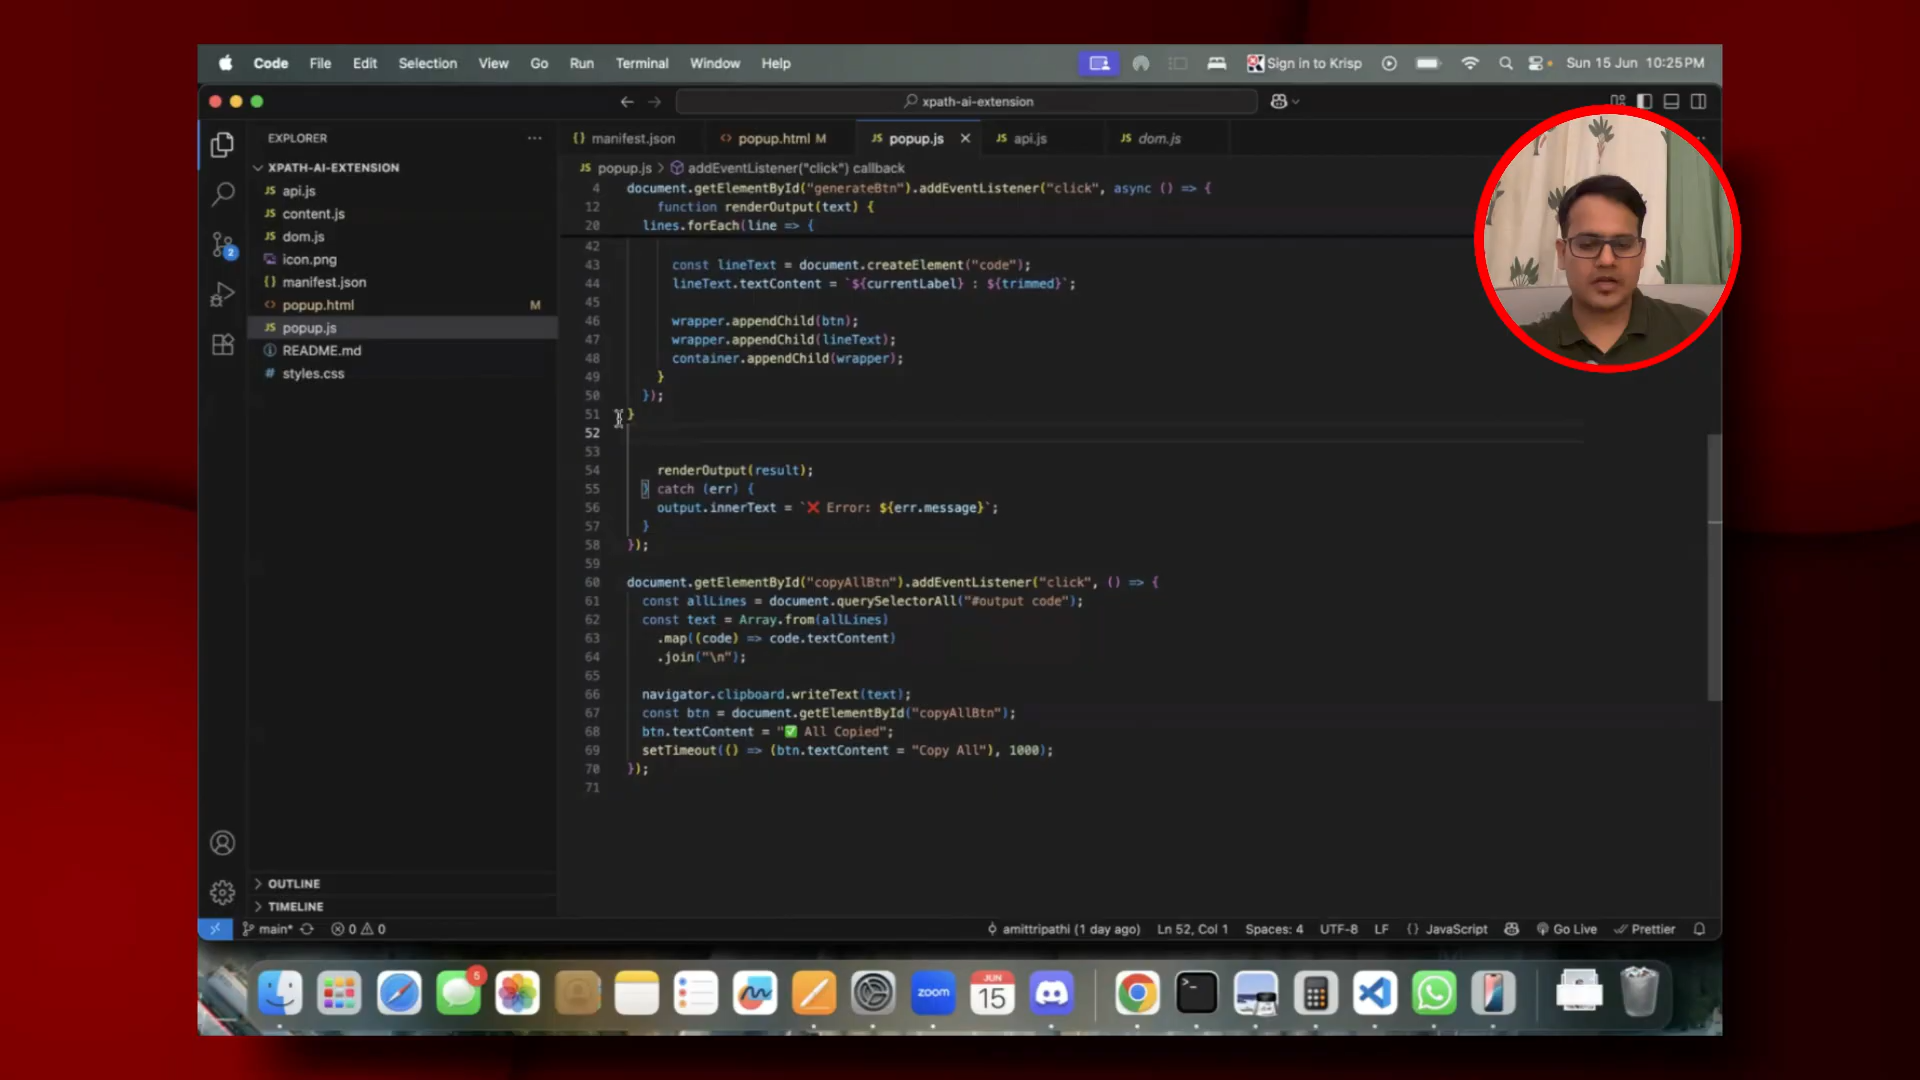 Code File Edit Selection View Go Run Terminal Window Help
Sign in to Krisp
Sun 15 Jun 10:25 PM
xpath-ai-extension
EXPLORER
XPATH-AI-EXTENSION
JS api.js
JS content.js
JS dom.js
icon.png
{} manifest.json
<> popup.html M
JS popup.js
README.md
# styles.css
OUTLINE
TIMELINE
2
{} manifest.json
<> popup.html M
JS popup.js
JS api.js
JS dom.js
JS popup.js > addEventListener("click") callback
4 document.getElementById("generateBtn").addEventListener("click", async () => {
12 function renderOutput(text) {
20 lines.forEach(line => {
42
43 const lineText = document.createElement("code");
44 lineText.textContent = `${currentLabel} : ${trimmed}`;
45
46 wrapper.appendChild(btn);
47 wrapper.appendChild(lineText);
48 container.appendChild(wrapper);
49 }
50 });
51 }
52
53
54 renderOutput(result);
55 } catch (err) {
56 output.innerText = `❌ Error: ${err.message}`;
57 }
58 });
59
60 document.getElementById("copyAllBtn").addEventListener("click", () => {
61 const allLines = document.querySelectorAll("#output code");
62 const text = Array.from(allLines)
63 .map((code) => code.textContent)
64 .join("\n");
65
66 navigator.clipboard.writeText(text);
67 const btn = document.getElementById("copyAllBtn");
68 btn.textContent = "✅ All Copied";
69 setTimeout(() => (btn.textContent = "Copy All"), 1000);
70 });
71
main* 0 0
amittripathi (1 day ago) Ln 52, Col 1 Spaces: 4 UTF-8 LF {} JavaScript Go Live Prettier
5
zoom
JUN
15